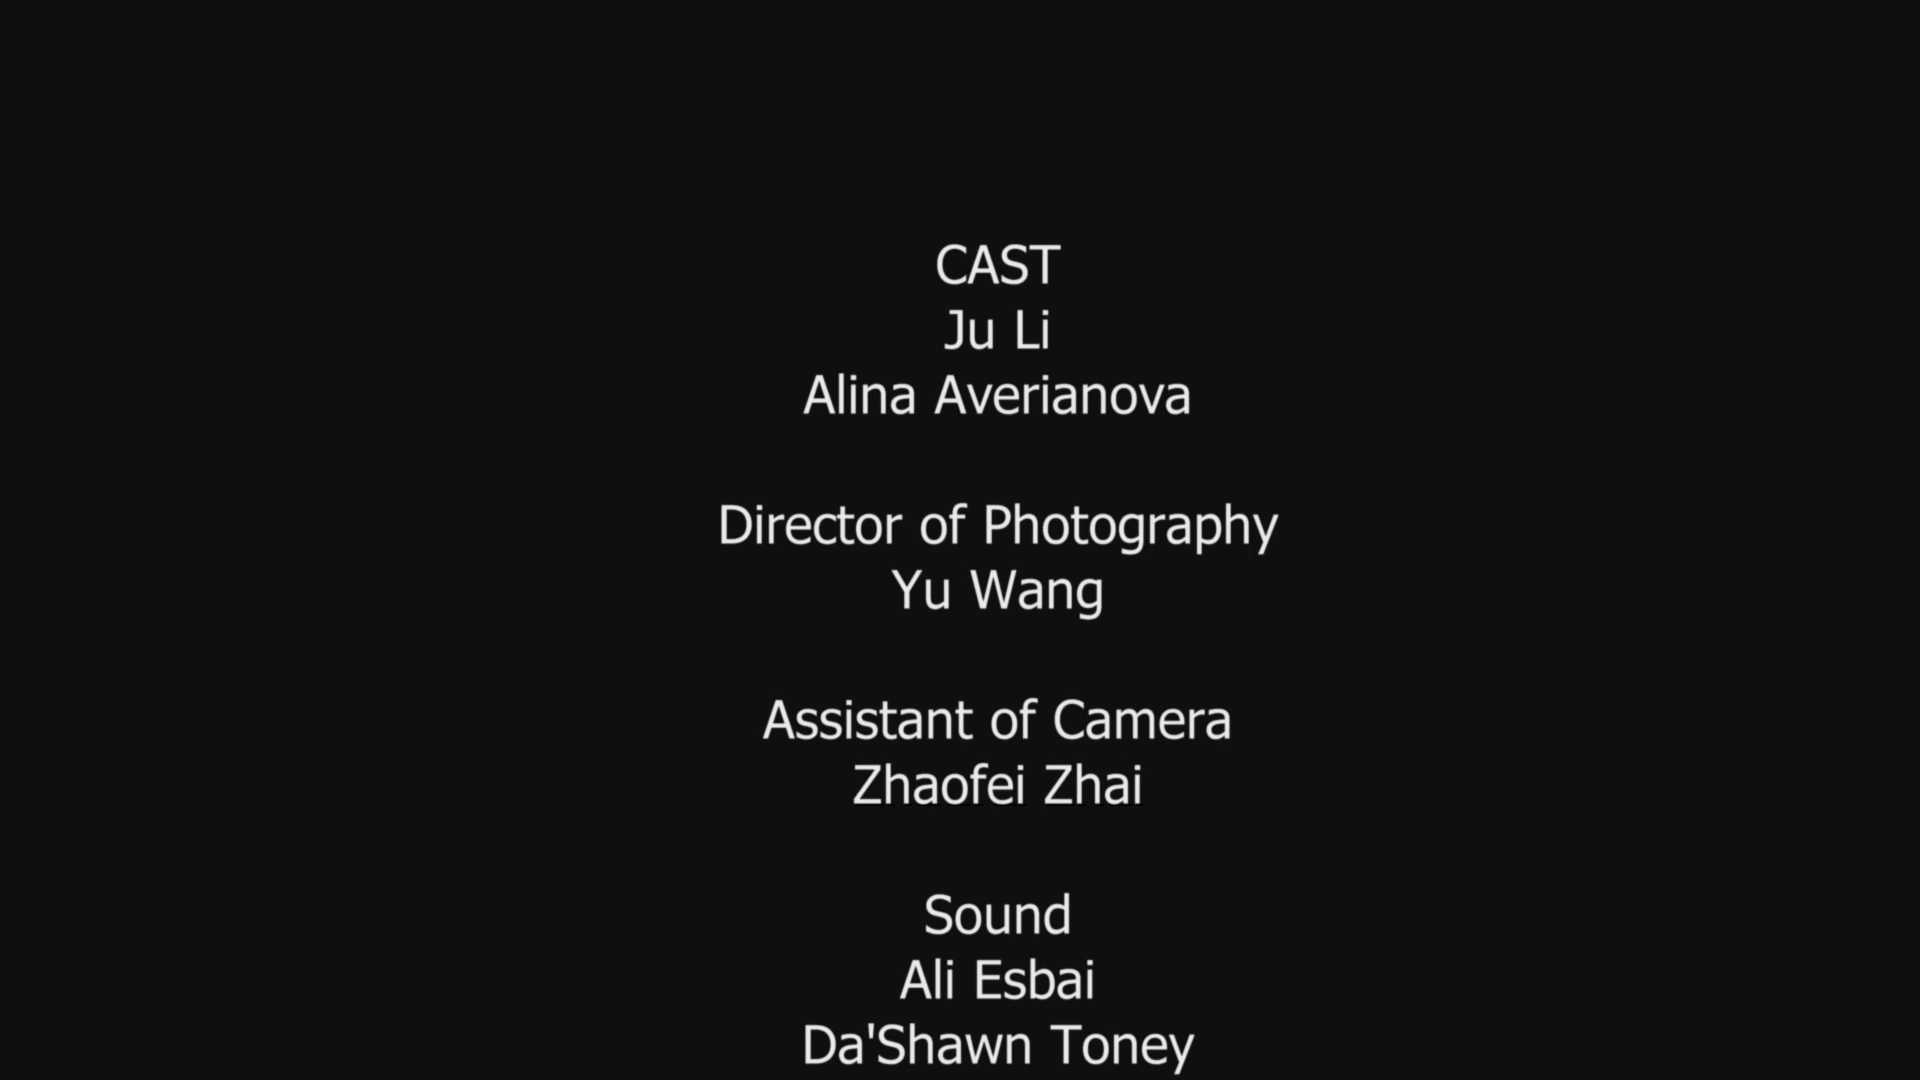 CAST
Ju Li
Alina Averianova
Director of Photography
Yu Wang
Assistant of Camera
Zhaofei Zhai
Sound
Ali Esbai
Da'Shawn Toney